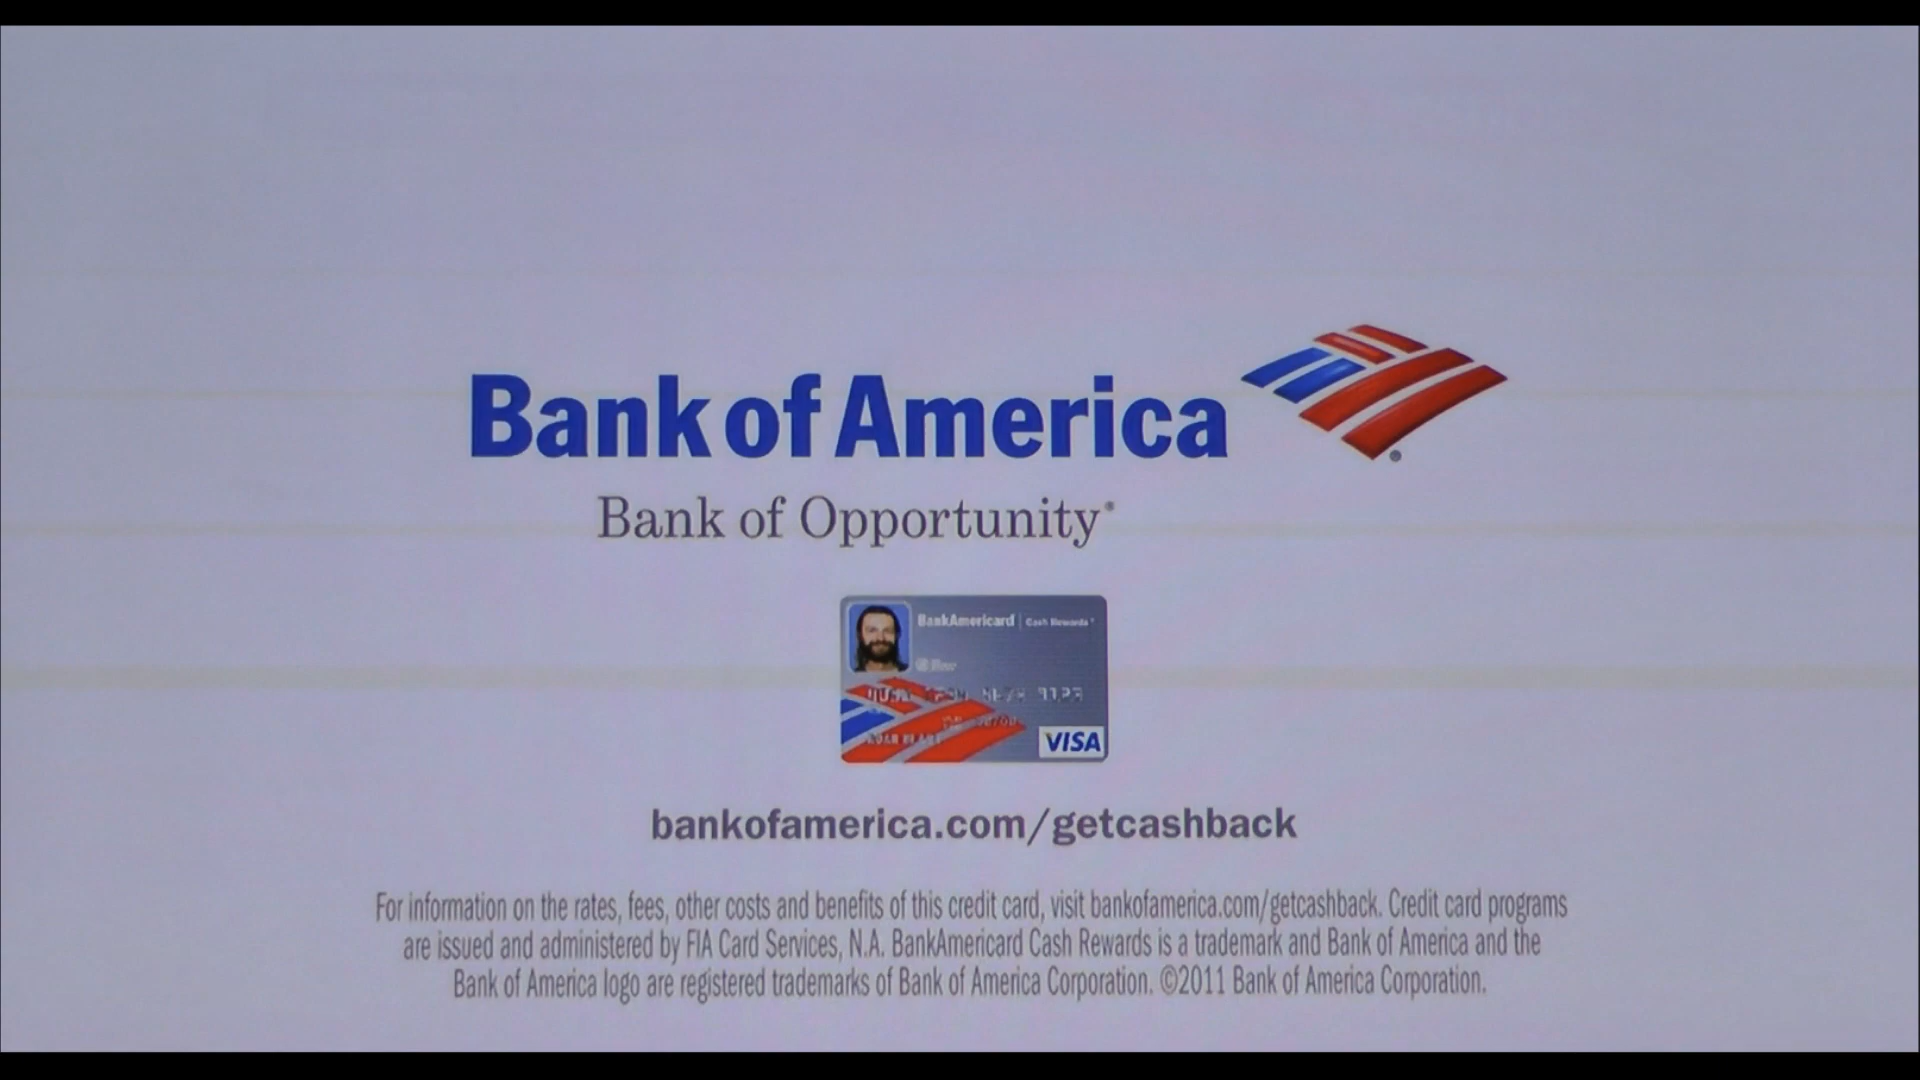 Bank of America
Bank of Opportunity
BankAmericard Cash Rewards
9123
VISA
bankofamerica.com/getcashback
For information on the rates, fees, other costs and benefits of this credit card, visit bankofamerica.com/getcashback. Credit card programs
are issued and administered by FIA Card Services, N.A. BankAmericard Cash Rewards is a trademark and Bank of America and the
Bank of America logo are registered trademarks of Bank of America Corporation. ©2011 Bank of America Corporation.